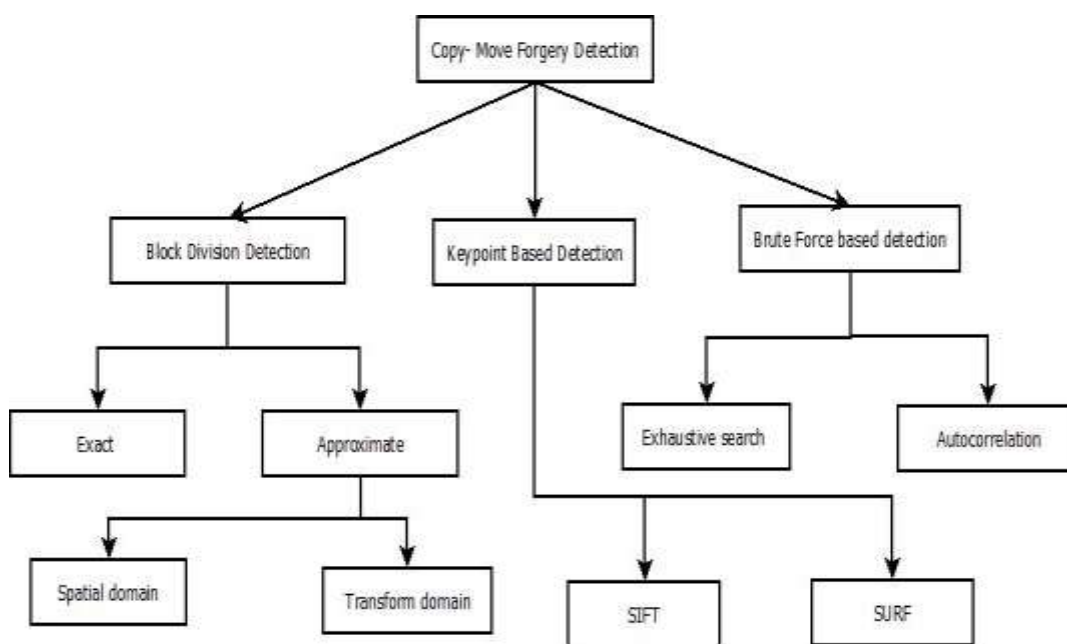 Copy- Move Forgery Detection
Block Division Detection
Keypoint Based Detection
Brute Force based detection
Exact
Approximate
Exhaustive search
Autocorrelation
Spatial domain
Transform domain
SIFT
SURF